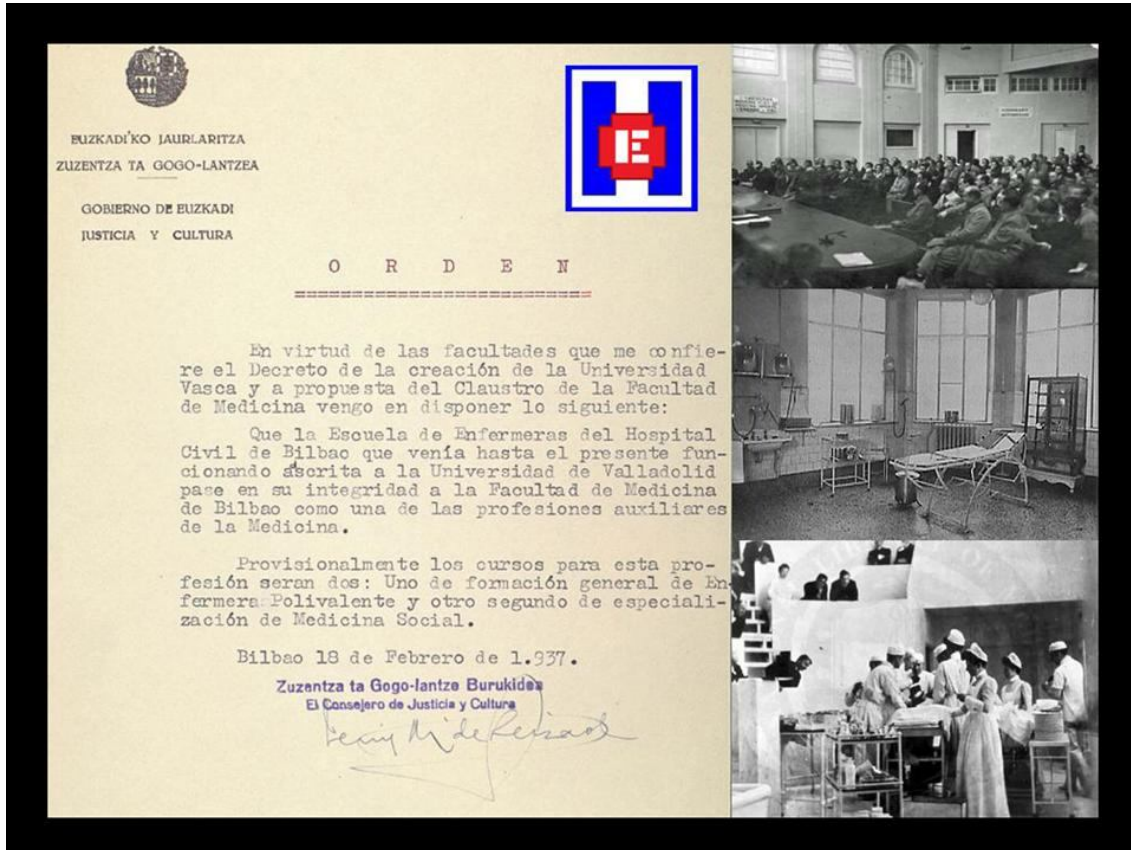 EUZKADI'KO JAURLARITZA
ZUZENTZA TA GOGO-LANTZEA
GOBIERNO DE EUZKADI
JUSTICIA Y CULTURA
E
O R D E N
En virtud de las facultades que me confie-
re el Decreto de la creación de la Universidad
Vasca y a propuesta del Claustro de la Facultad
de Medicina vengo en disponer lo siguiente:
Que la Escuela de Enfermeras del Hospital
Civil de Bilbao que venía hasta el presente fun-
cionando ascrita a la Universidad de Valladolid
pase en su integridad a la Facultad de Medicina
de Bilbao como una de las profesiones auxiliares
de la Medicina.
Provisionalmente los cursos para esta pro-
fesión seran dos: Uno de formación general de En-
fermera Polivalente y otro segundo de especiali-
zación de Medicina Social.
Bilbao 18 de Febrero de 1.937.
Zuzentza ta Gogo-lantze Burukidea
El Consejero de Justicia y Cultura